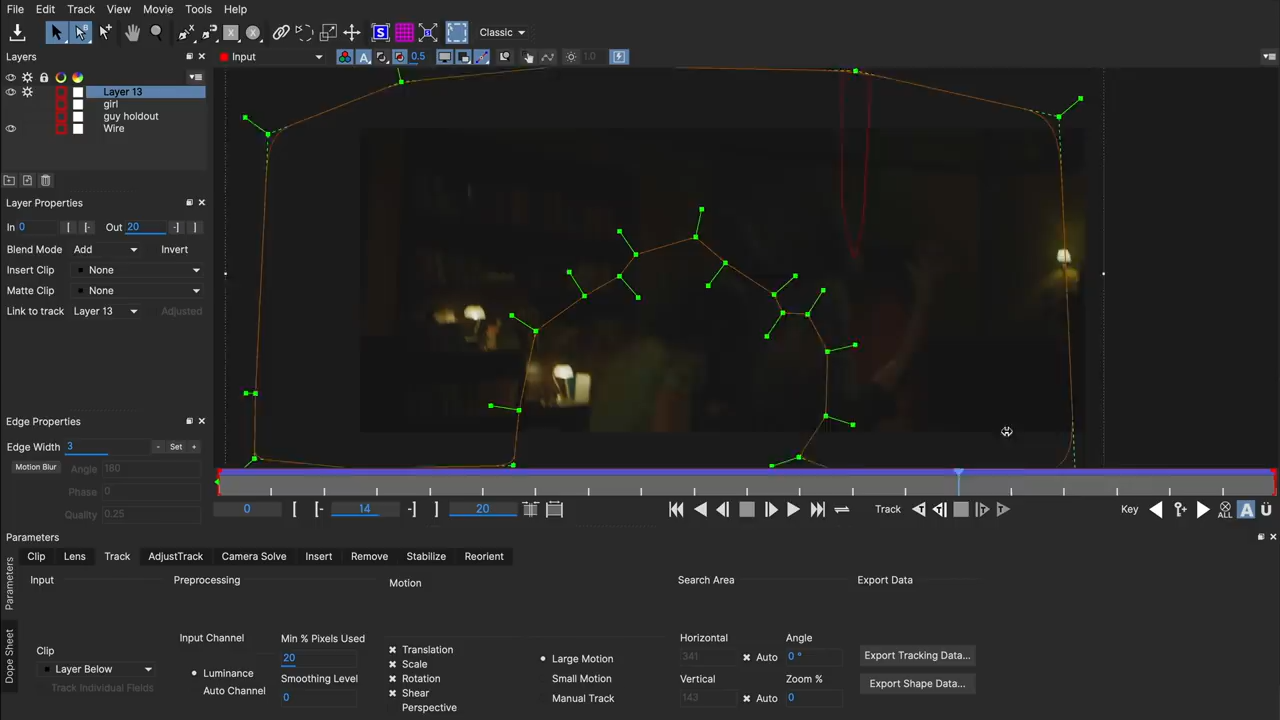 File Edit Track View Movie Tools Help
Classic
Layers
Input 0.5 1.0
Layer 13
girl
guy holdout
Wire
Layer Properties
In 0 Out 20
Blend Mode Add Invert
Insert Clip None
Matte Clip None
Link to track Layer 13 Adjusted
Edge Properties
Edge Width 3 - Set +
Motion Blur Angle 180
Phase 0
Quality 0.25
0 14 20 Track Key ALL A Ü
Parameters
Clip Lens Track AdjustTrack Camera Solve Insert Remove Stabilize Reorient
Input Preprocessing Motion Search Area Export Data
Input Channel Min % Pixels Used Horizontal Angle
20
Translation
Clip Large Motion 341 Auto 0 ° Export Tracking Data...
Layer Below Luminance Smoothing Level Scale
Rotation Small Motion Vertical Zoom % Export Shape Data...
Track Individual Fields Auto Channel 0 Shear Manual Track 143 Auto 0
Perspective
Parameters
Dope Sheet